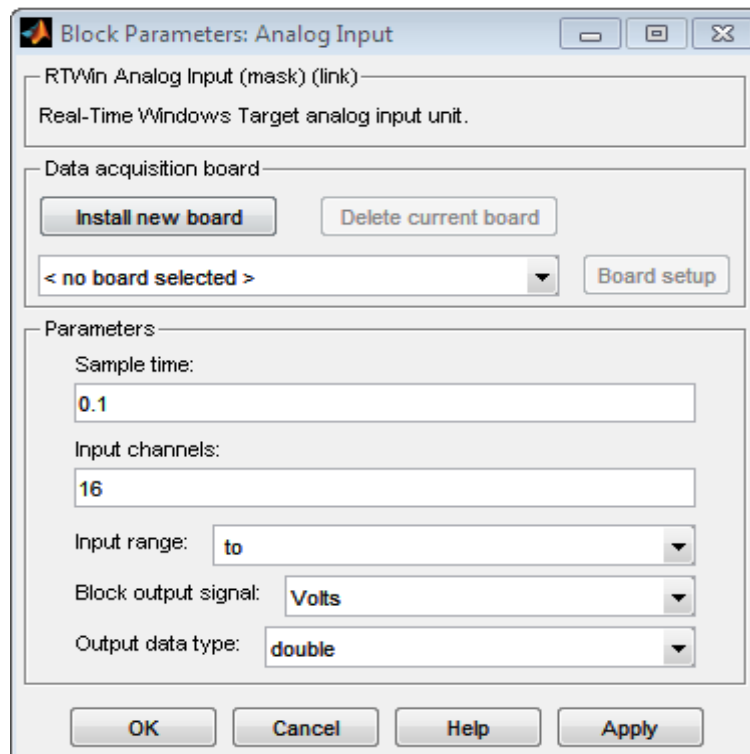 Block Parameters: Analog Input
RTWin Analog Input (mask) (link)
Real-Time Windows Target analog input unit.
Data acquisition board
Install new board Delete current board
< no board selected > Board setup
Parameters
Sample time:
0.1
Input channels:
16
Input range: to
Block output signal: Volts
Output data type: double
OK Cancel Help Apply